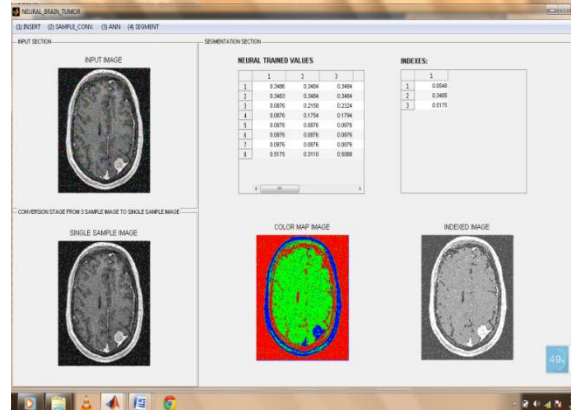 NEURAL_BRAIN_TUMOR
(1) INSERT (2) SAMPLE_CONV. (3) ANN (4) SEGMENT
INPUT SECTION
INPUT IMAGE
CONVERSION STAGE FROM 3 SAMPLE IMAGE TO SINGLE SAMPLE IMAGE
SINGLE SAMPLE IMAGE
SEGMENTATION SECTION
NEURAL TRAINED VALUES
1 2 3
1 0.3486 0.3484 0.3484
2 0.3483 0.3484 0.3484
3 0.0876 0.2158 0.2324
4 0.0876 0.1754 0.1794
5 0.0876 0.0876 0.0876
6 0.0876 0.0876 0.0876
7 0.0876 0.0876 0.0876
8 0.5175 0.3110 0.5086
INDEXES:
1
1 0.0540
2 0.3485
3 0.5175
COLOR MAP IMAGE
INDEXED IMAGE
49%